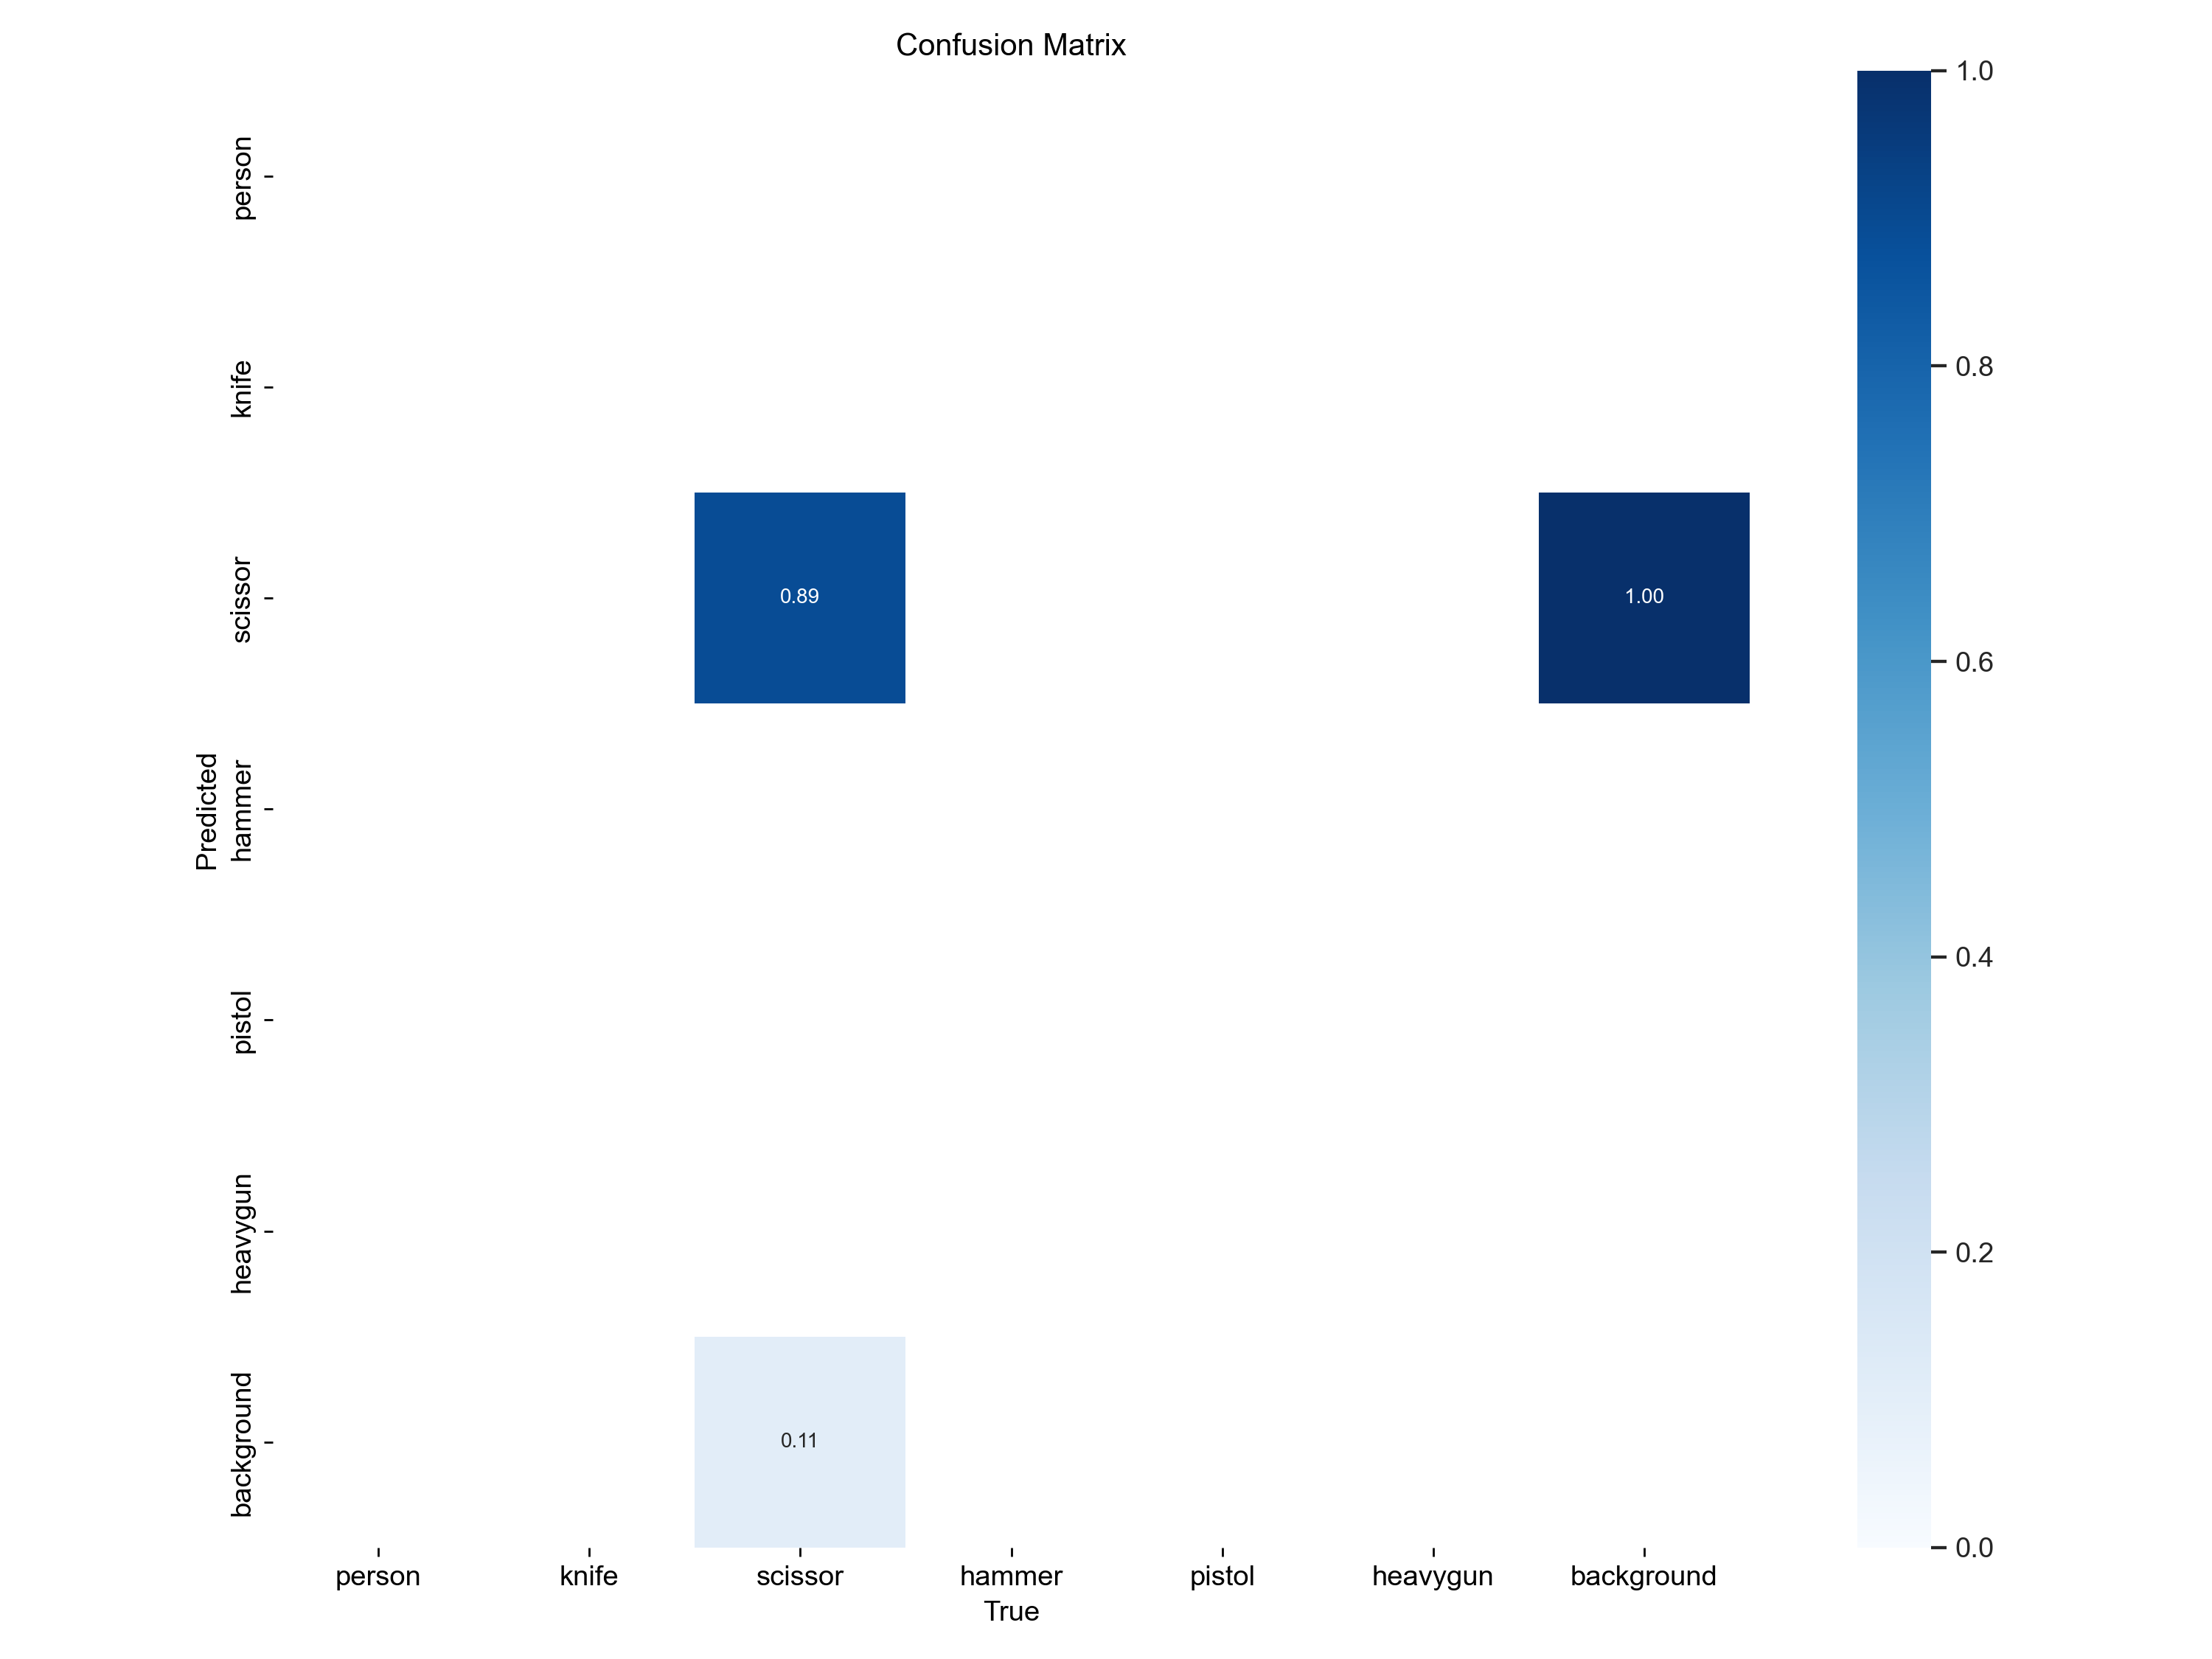 Confusion Matrix
person
knife
scissor
hammer
pistol
heavygun
background
Predicted
0.89
1.00
0.11
person
knife
scissor
hammer
pistol
heavygun
background
True
1.0
0.8
0.6
0.4
0.2
0.0